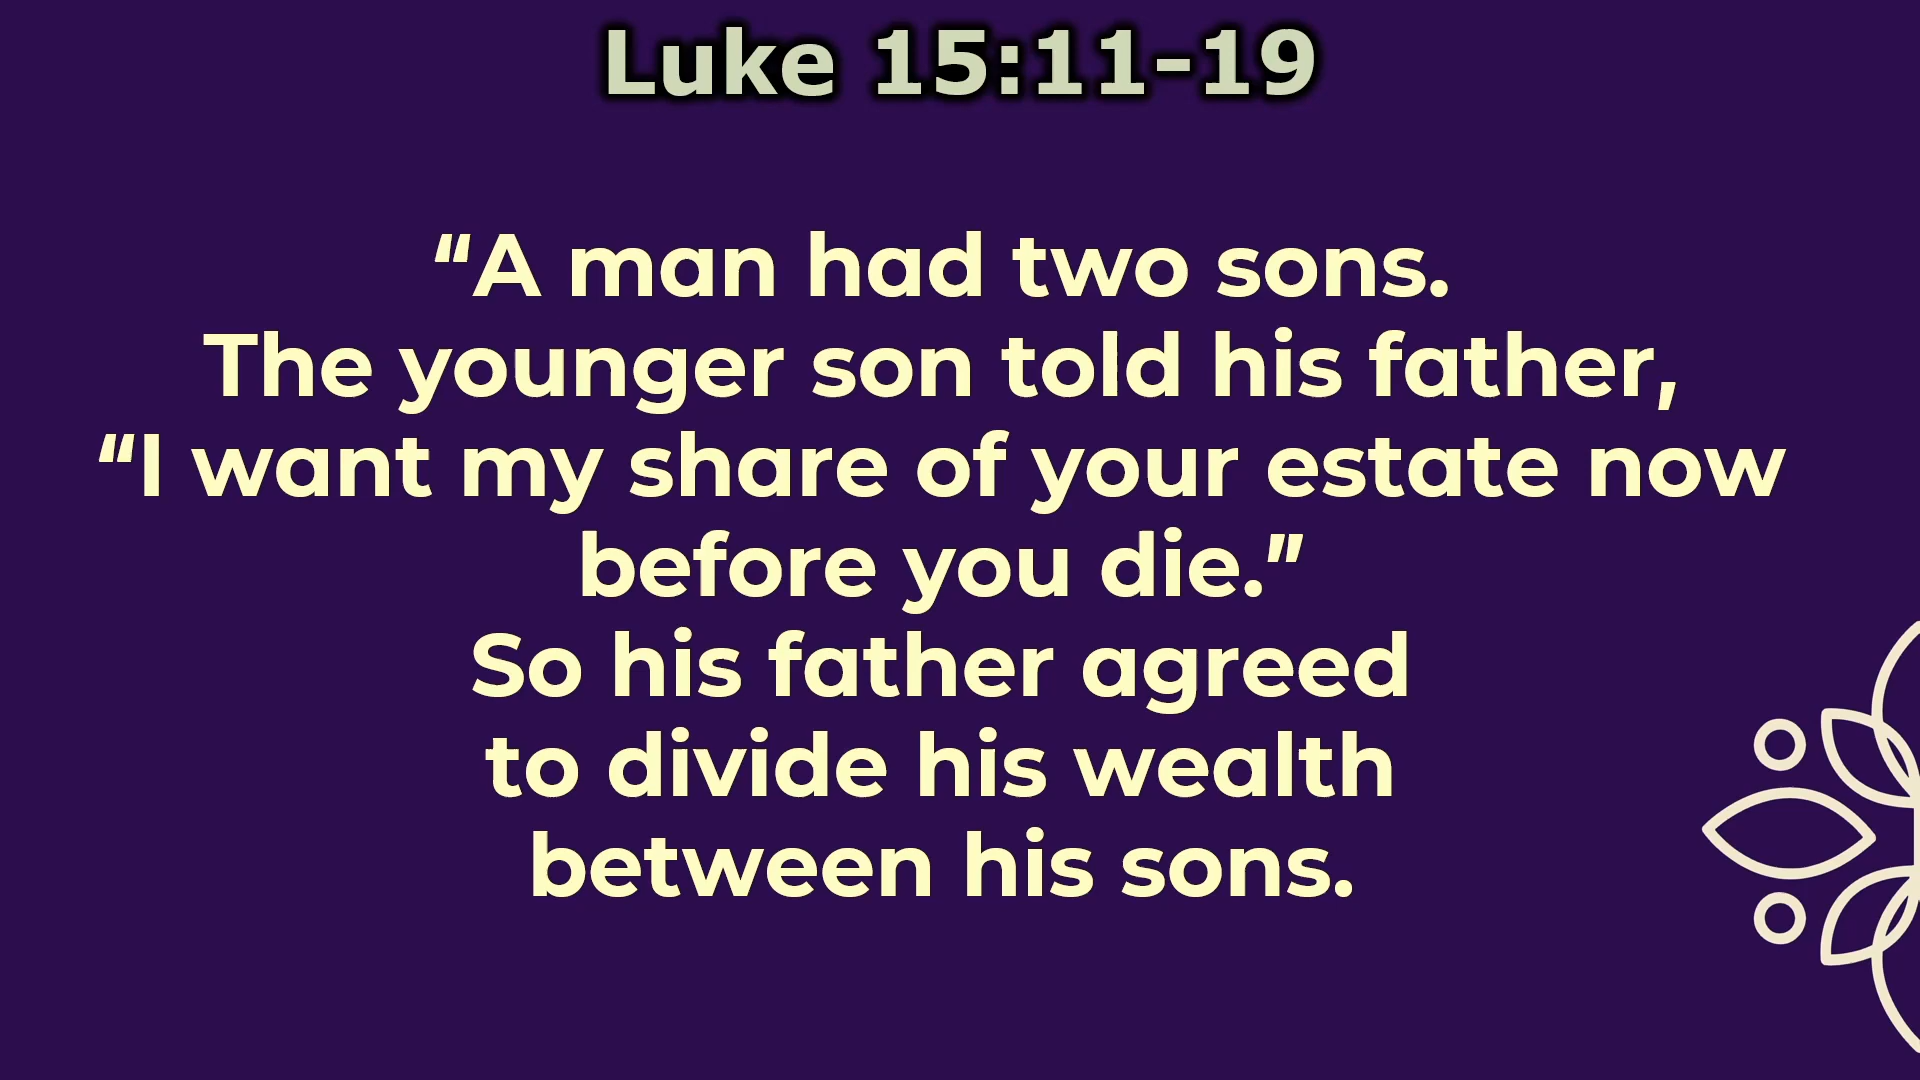 Luke 15:11-19
“A man had two sons.
The younger son told his father,
“I want my share of your estate now
before you die.”
So his father agreed
to divide his wealth
between his sons.